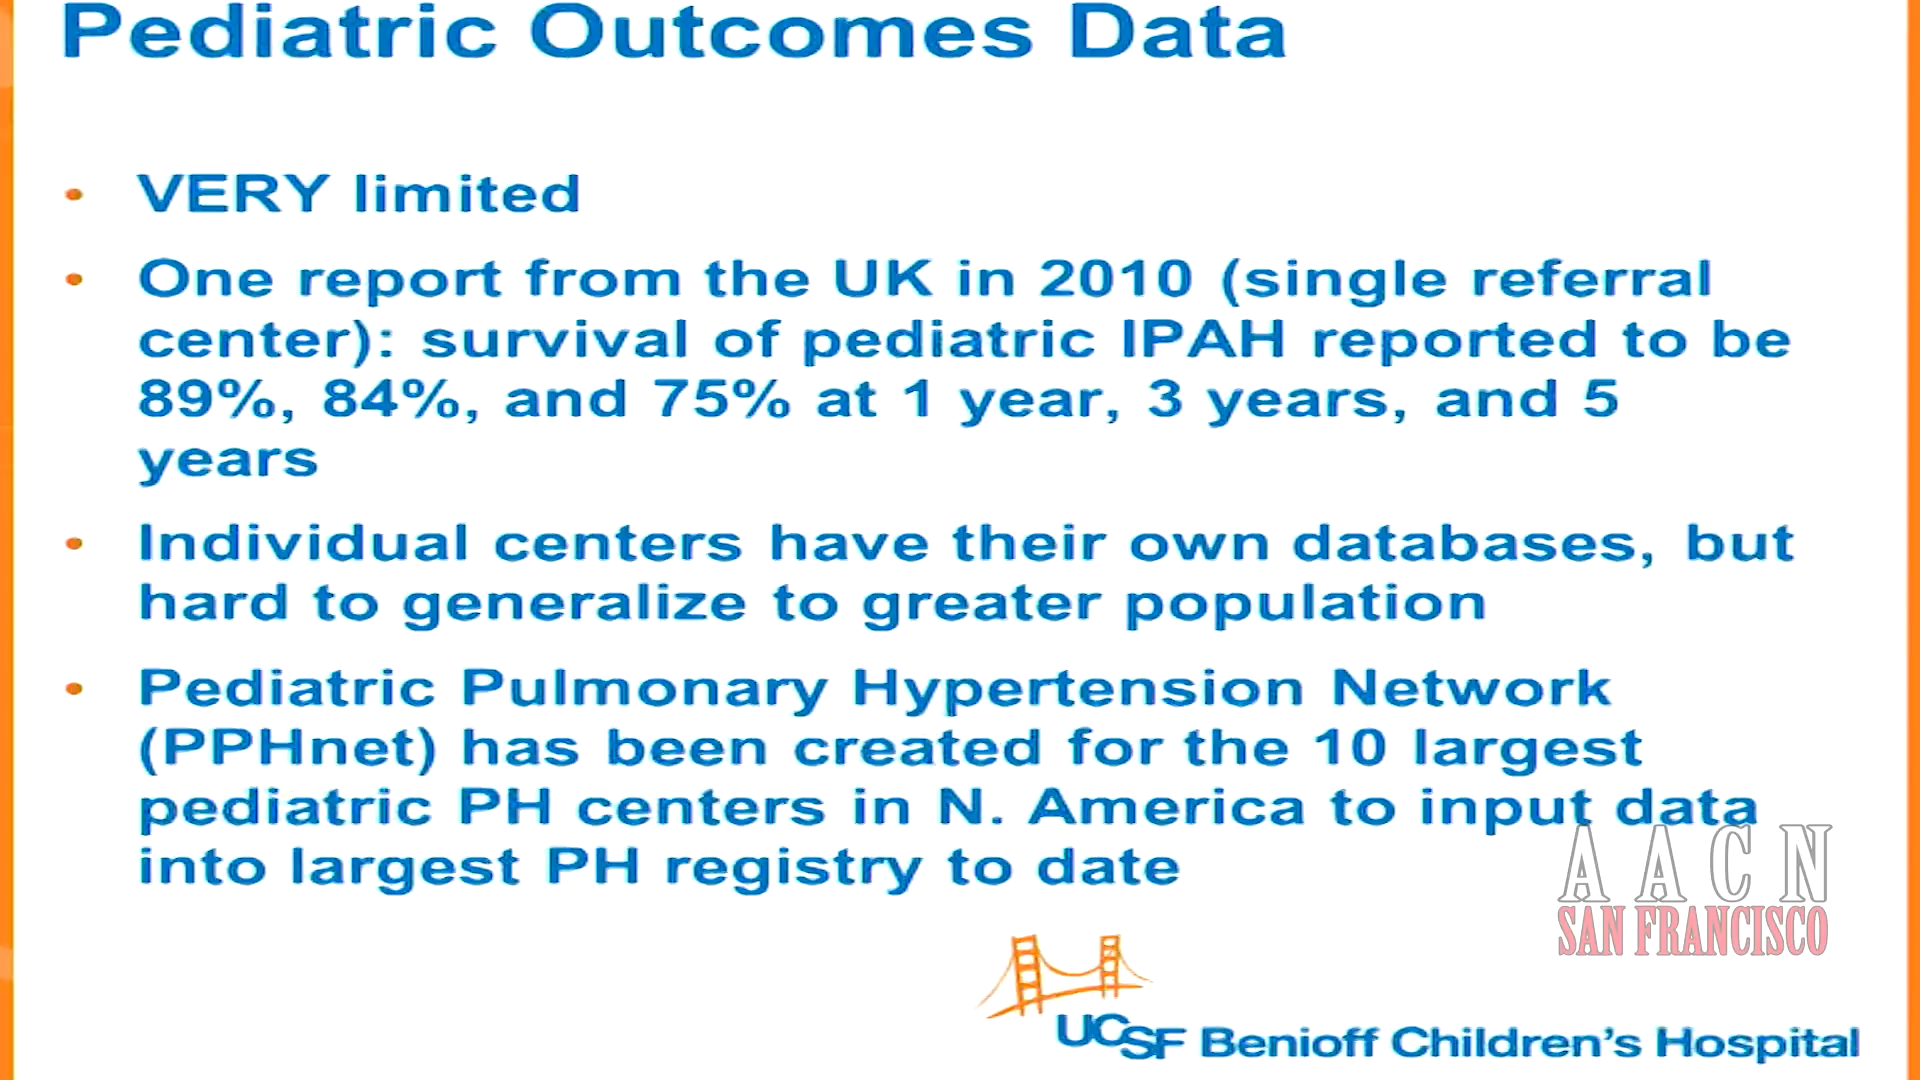 Pediatric Outcomes Data
• VERY limited
• One report from the UK in 2010 (single referral
center): survival of pediatric IPAH reported to be
89%, 84%, and 75% at 1 year, 3 years, and 5
years
• Individual centers have their own databases, but
hard to generalize to greater population
• Pediatric Pulmonary Hypertension Network
(PPHnet) has been created for the 10 largest
pediatric PH centers in N. America to input data
into largest PH registry to date
AACN
SAN FRANCISCO
UCSF Benioff Children's Hospital